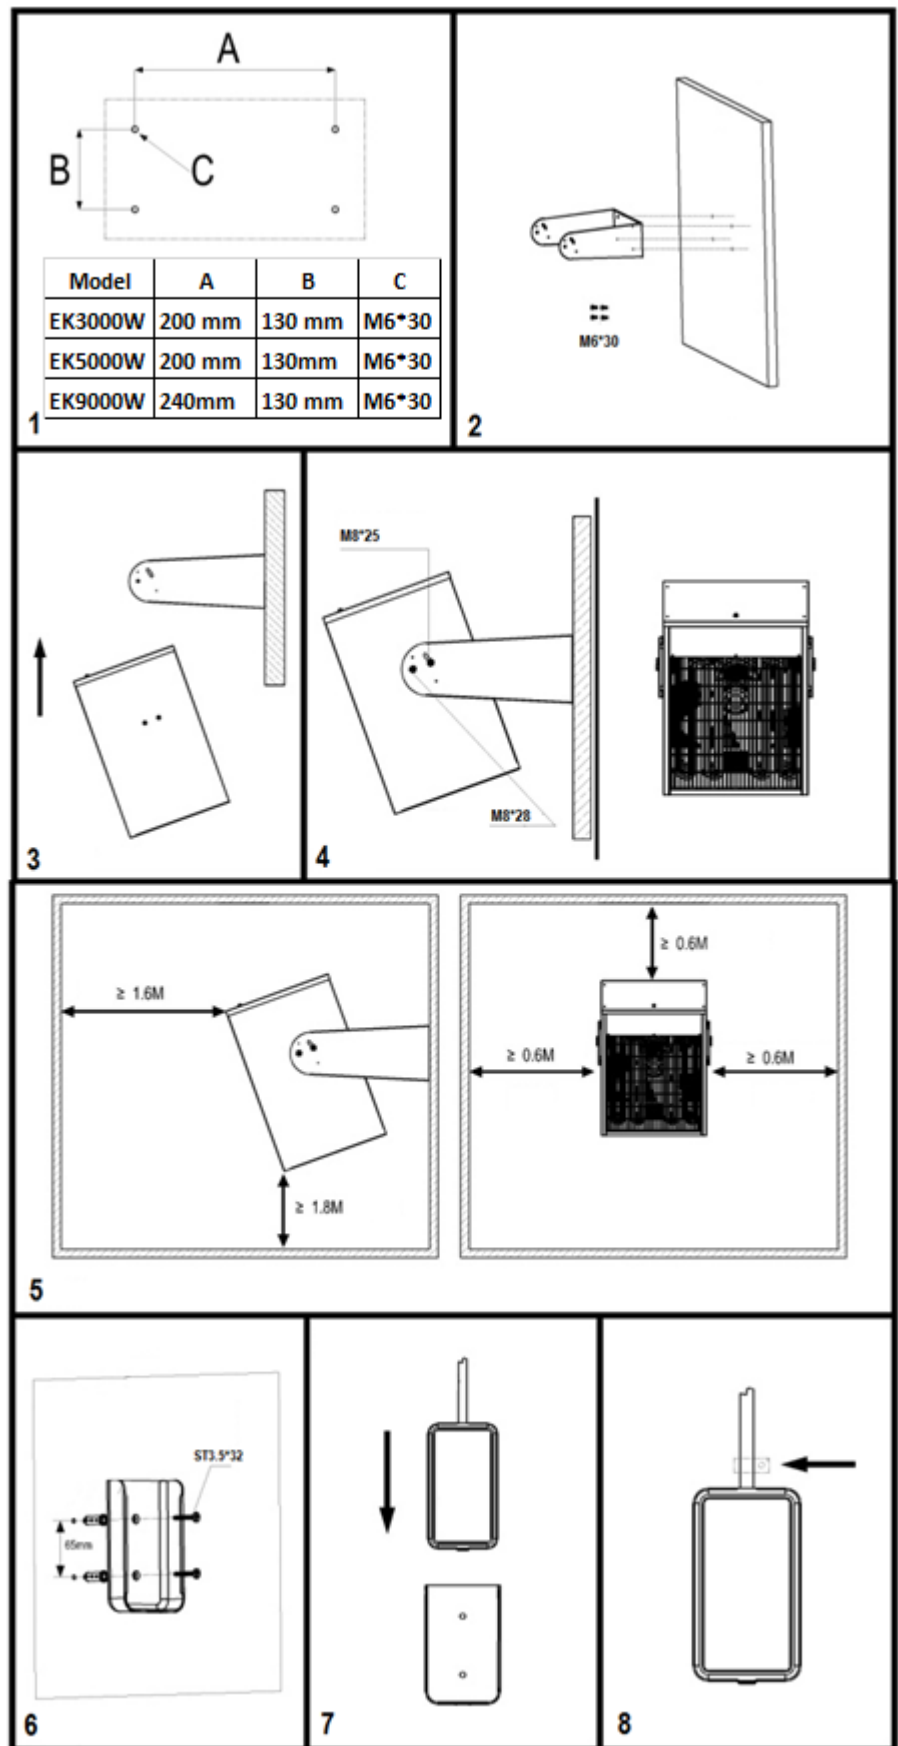 A
B
C
Model A B C
EK3000W 200 mm 130 mm M6*30
EK5000W 200 mm 130mm M6*30
EK9000W 240mm 130 mm M6*30
1
M6*30
2
3
M8*25
M8*28
4
≥ 1.6M
≥ 1.8M
≥ 0.6M
≥ 0.6M
≥ 0.6M
5
ST3.5*32
65mm
6
7
8